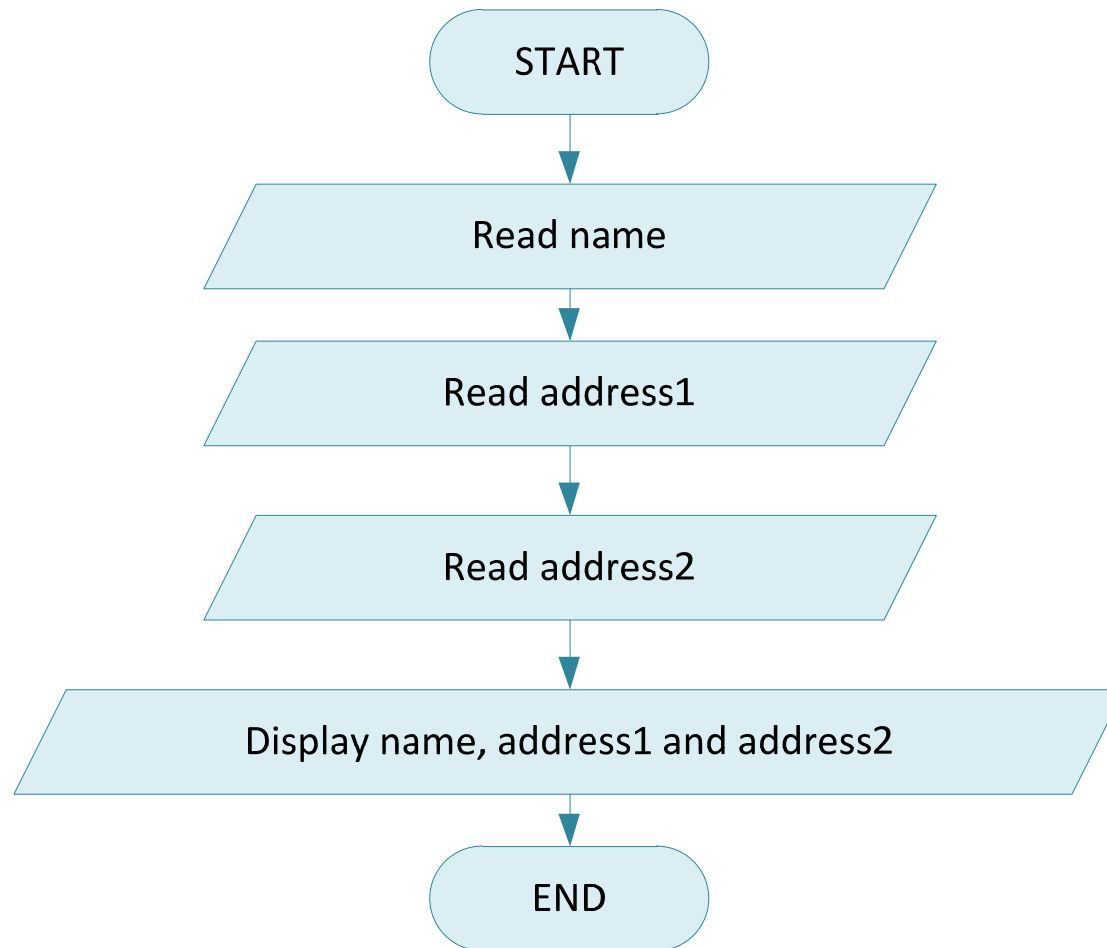 START
Read name
Read address1
Read address2
Display name, address1 and address2
END